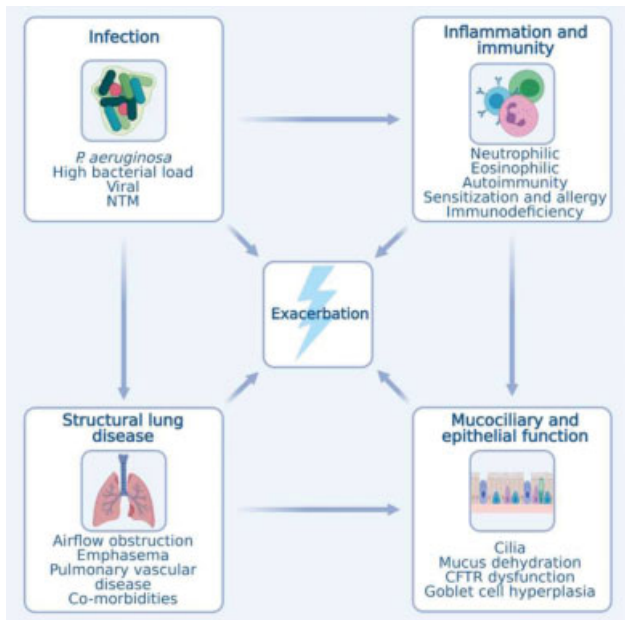 Infection
P. aeruginosa
High bacterial load
Viral
NTM
Inflammation and
immunity
Neutrophilic
Eosinophilic
Autoimmunity
Sensitization and allergy
Immunodeficiency
Exacerbation
Structural lung
disease
Airflow obstruction
Emphasema
Pulmonary vascular
disease
Co-morbidities
Mucociliary and
epithelial function
Cilia
Mucus dehydration
CFTR dysfunction
Goblet cell hyperplasia